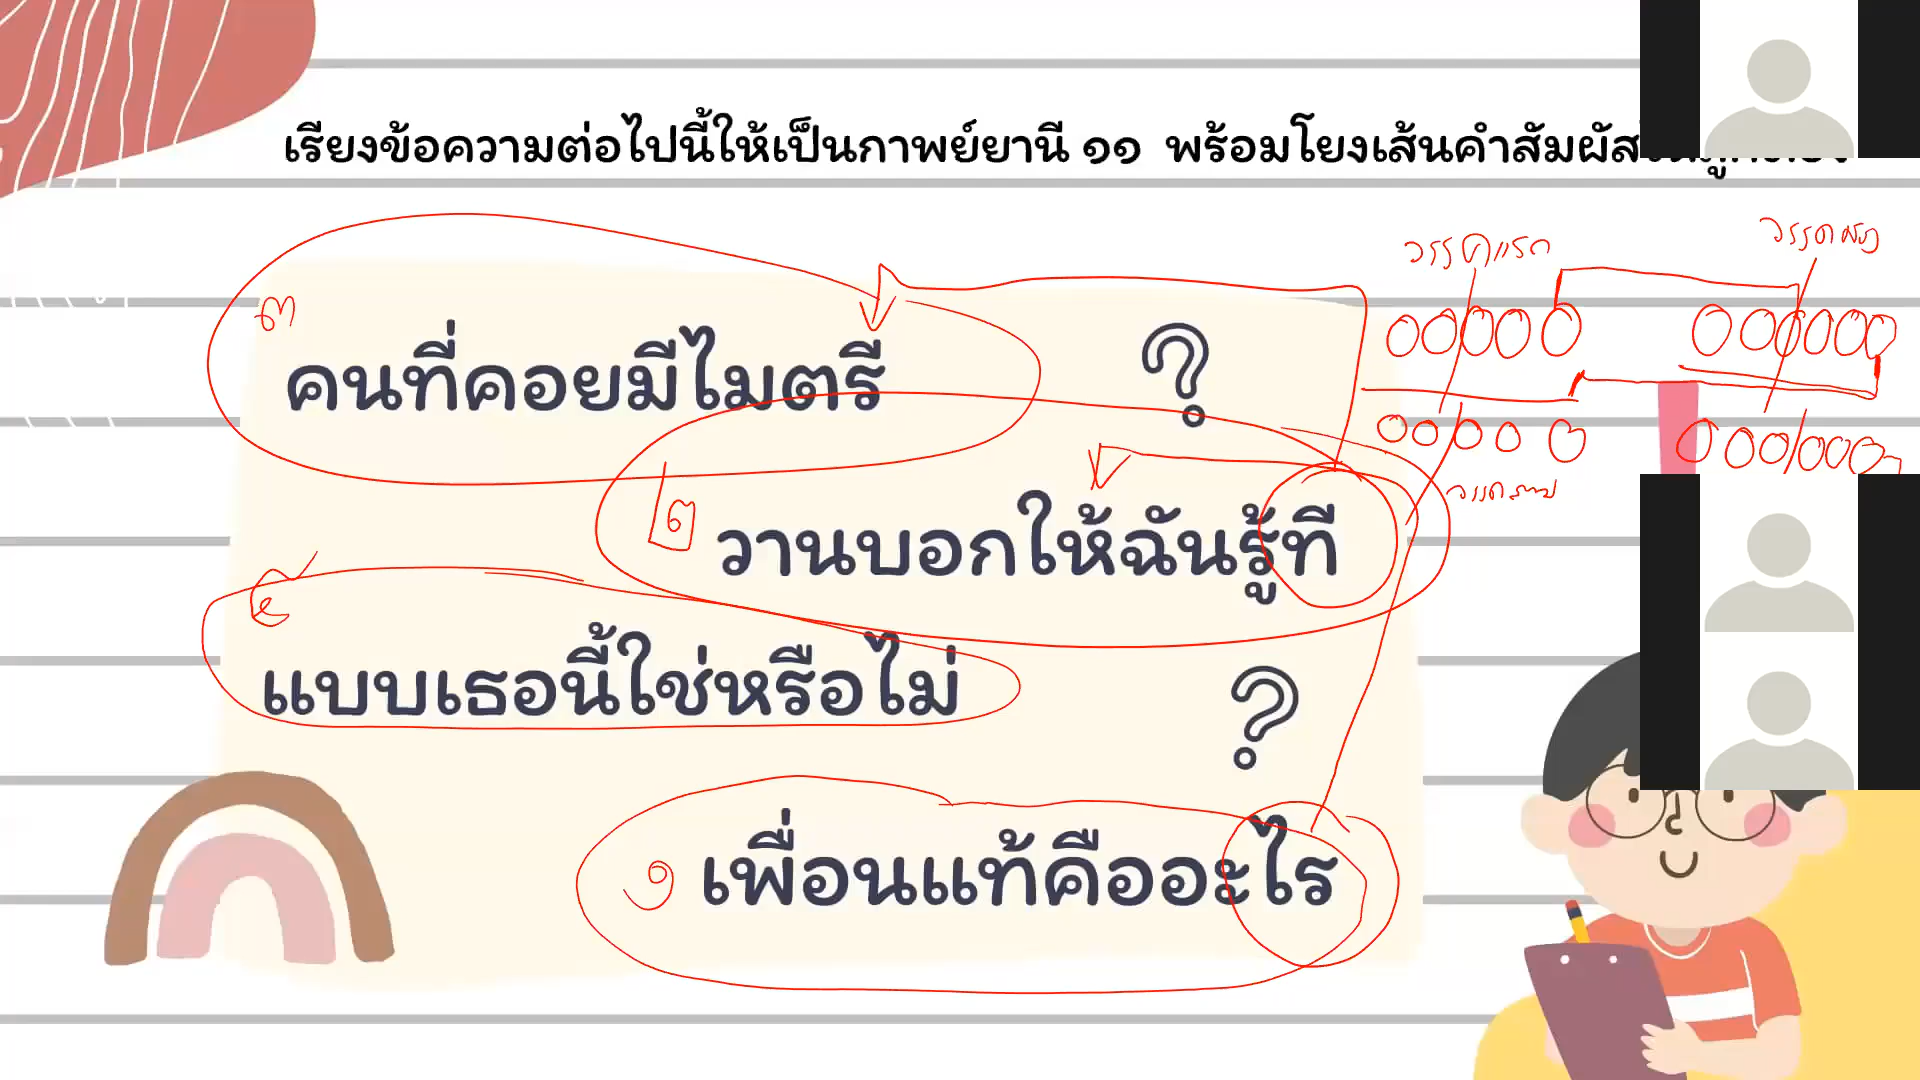 เรียงข้อความต่อไปนี้ให้เป็นกาพย์ยานี ๑๑ พร้อมโยงเส้นคำสัมผัส
วรรคแรก
วรรคหลัง
๓
คนที่คอยมีไมตรี
?
๒
วานบอกให้ฉันรู้ที
๔
แบบเธอนี้ใช่หรือไม่
?
๑
เพื่อนแท้คืออะไร